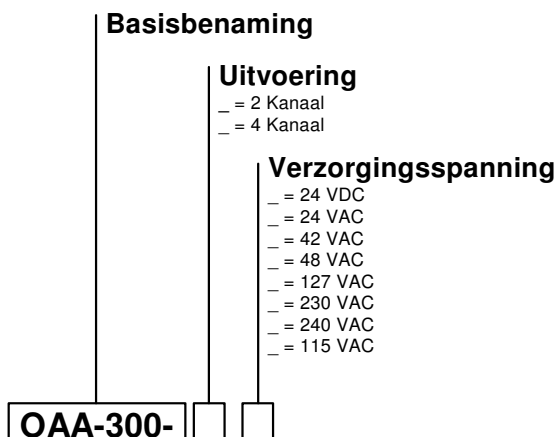 Basisbenaming
Uitvoering
_ = 2 Kanaal
_ = 4 Kanaal
Verzorgingsspanning
_ = 24 VDC
_ = 24 VAC
_ = 42 VAC
_ = 48 VAC
_ = 127 VAC
_ = 230 VAC
_ = 240 VAC
_ = 115 VAC
OAA-300-